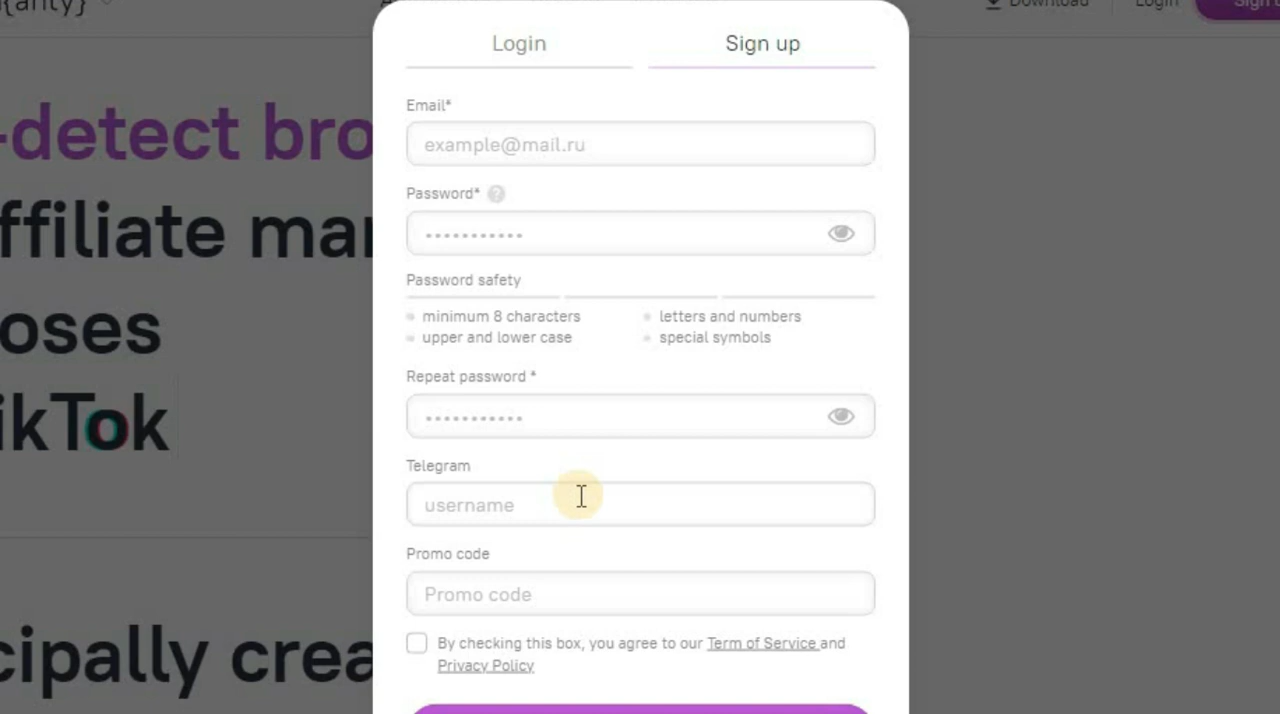 Download Login
Login Sign up
Email*
example@mail.ru
Password* ?
Password safety
minimum 8 characters letters and numbers
upper and lower case special symbols
Repeat password *
Telegram
username
Promo code
Promo code
By checking this box, you agree to our Term of Service and
Privacy Policy
-detect bro
ffiliate mar
oses
ikTok
cipally crea